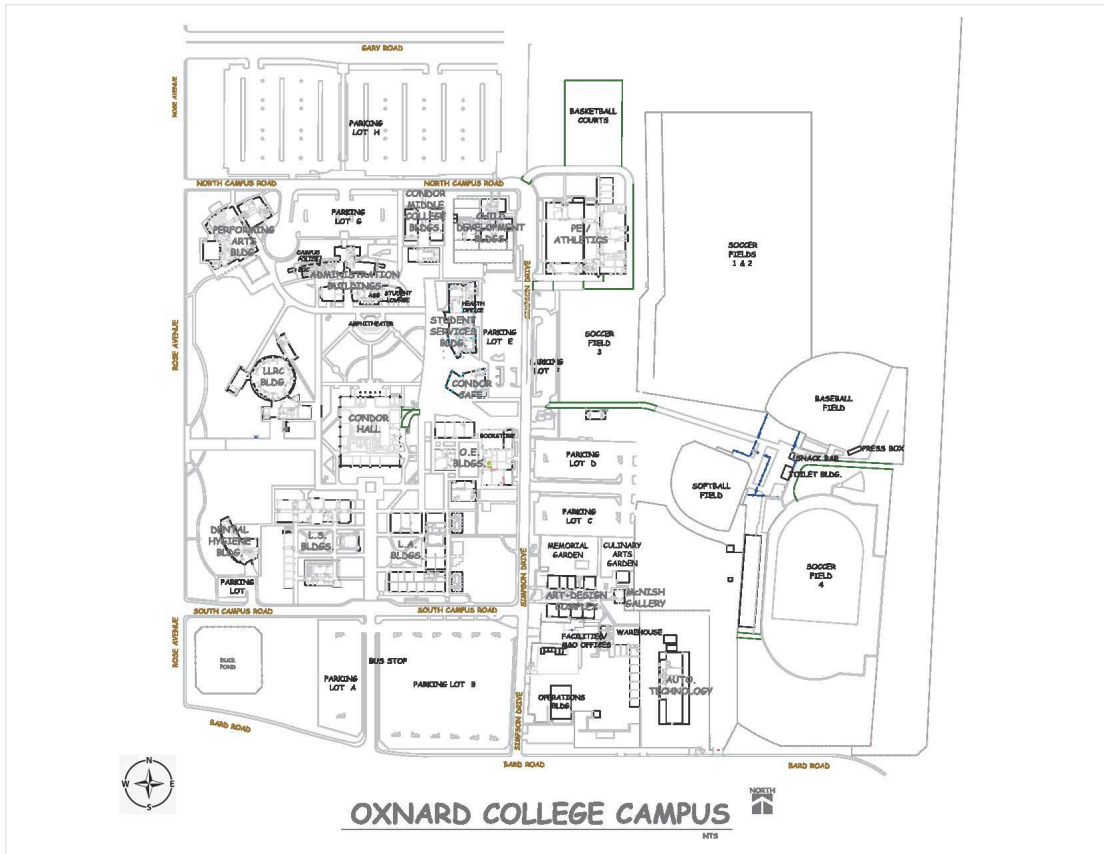 GARY ROAD
ROSE AVENUE
PARKING
LOT H
BASKETBALL
COURTS
NORTH CAMPUS ROAD
NORTH CAMPUS ROAD
PERFORMING
ARTS
BLDG.
PARKING
LOT G
CONDOR
MIDDLE
COLLEGE
BLDGS.
CHILD
DEVELOPMENT
BLDGS.
PE /
ATHLETICS
CAMPUS
POLICE
ADMINISTRATION
BUILDINGS
ASG
STUDENT
LOUNGE
SOCCER
FIELDS
1 & 2
SIMPSON DRIVE
HEALTH
OFFICE
STUDENT
SERVICES
BLDG.
AMPHITHEATER
PARKING
LOT E
SOCCER
FIELD
3
ROSE AVENUE
PARKING
LOT
LLRC
BLDG.
CONDOR
CAFE.
BASEBALL
FIELD
CONDOR
HALL
BOOKSTORE
O.E.
BLDGS.
PARKING
LOT D
PRESS BOX
SNACK BAR
TOILET BLDG.
SOFTBALL
FIELD
PARKING
LOT C
DENTAL
HYGIENE
BLDG.
L.S.
BLDGS.
L.A.
BLDGS.
MEMORIAL
GARDEN
CULINARY
ARTS
GARDEN
SOCCER
FIELD
4
PARKING
LOT
SIMPSON DRIVE
ART+DESIGN
COMPLEX
McNISH
GALLERY
SOUTH CAMPUS ROAD
SOUTH CAMPUS ROAD
ROSE AVENUE
FACILITIES/
M&O OFFICES
WAREHOUSE
DUCK
POND
BUS STOP
PARKING
LOT A
PARKING LOT B
AUTO.
TECHNOLOGY
OPERATIONS
BLDG.
SIMPSON DRIVE
BARD ROAD
BARD ROAD
BARD ROAD
N
W E
S
NORTH
OXNARD COLLEGE CAMPUS
NTS